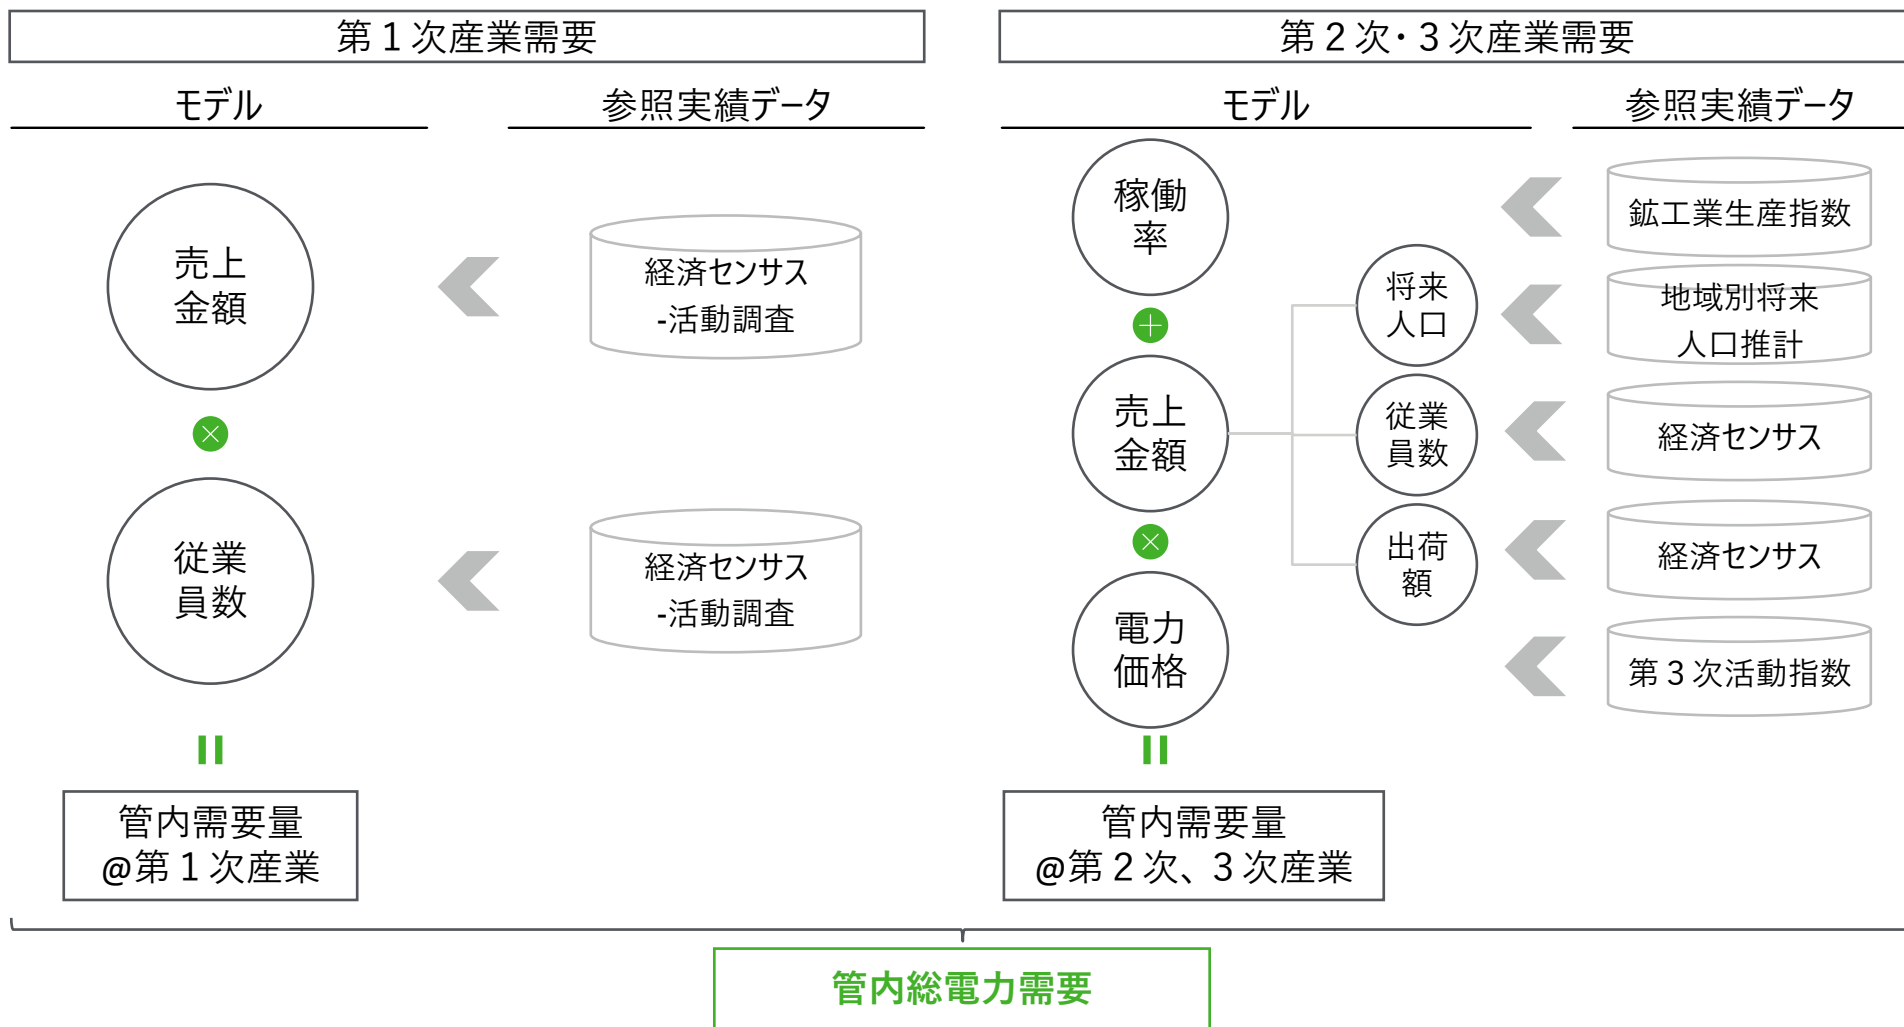 第１次産業需要
モデル
参照実績データ
売上
金額
経済センサス
-活動調査
×
従業
員数
経済センサス
-活動調査
=
管内需要量
@第１次産業
第２次・３次産業需要
モデル
参照実績データ
稼働
率
鉱工業生産指数
+
将来
人口
地域別将来
人口推計
売上
金額
従業
員数
経済センサス
×
出荷
額
経済センサス
電力
価格
第３次活動指数
=
管内需要量
@第２次、３次産業
管内総電力需要